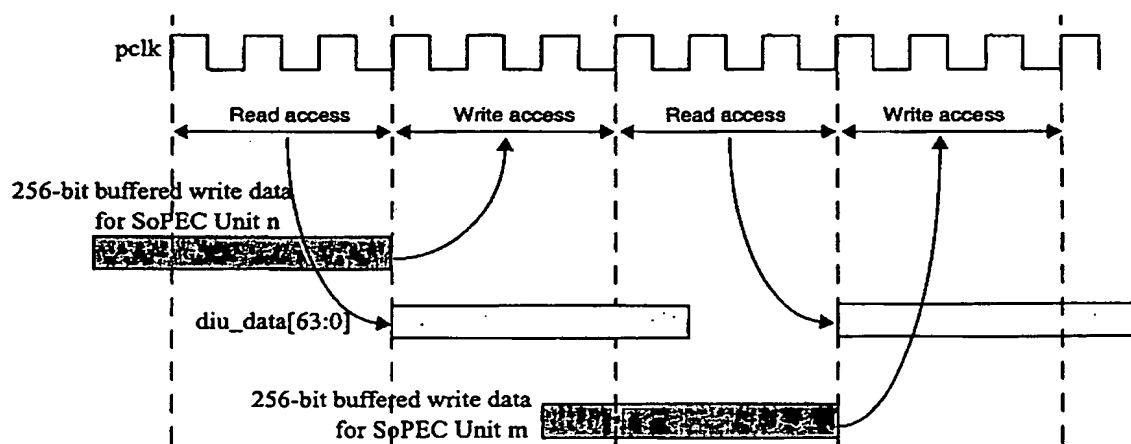 pclk
Read access Write access Read access Write access
256-bit buffered write data
for SoPEC Unit n
diu_data[63:0]
256-bit buffered write data
for SoPEC Unit m